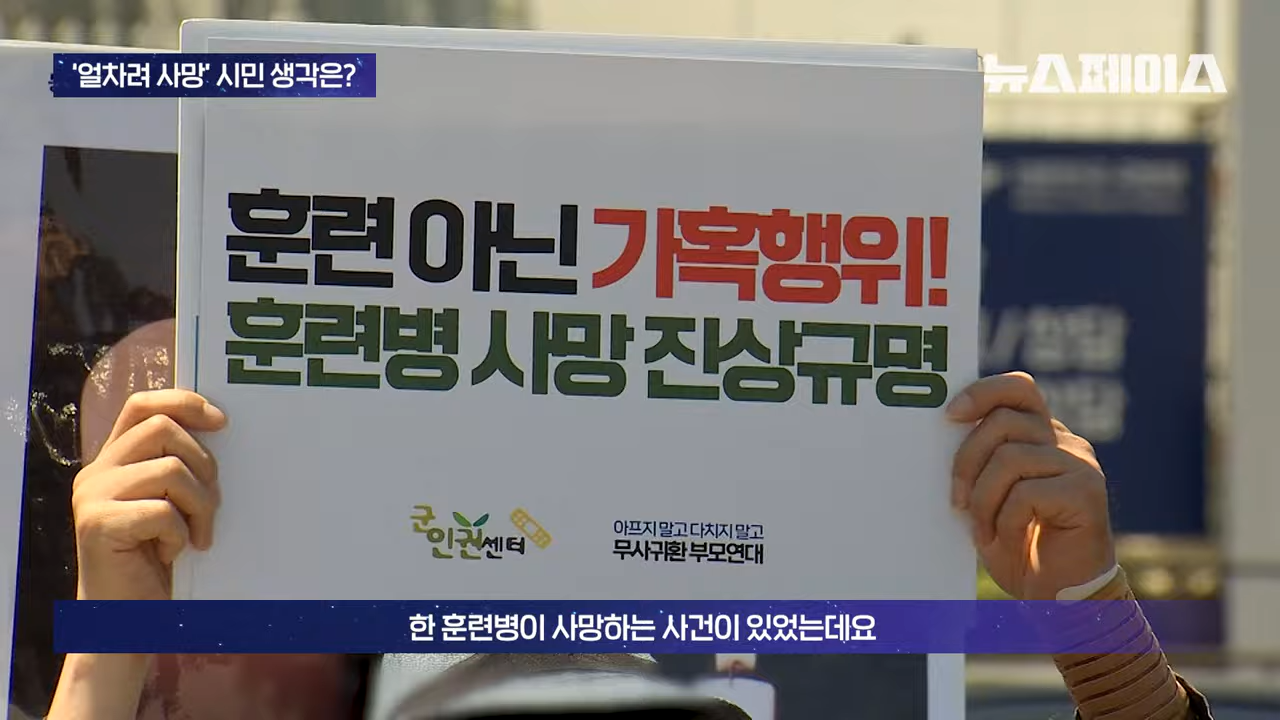 '얼차려 사망' 시민 생각은?
뉴스페이스
훈련 아닌 가혹행위!
훈련병 사망 진상규명
군인권센터
아프지 말고 다치지 말고
무사귀환 부모연대
한 훈련병이 사망하는 사건이 있었는데요